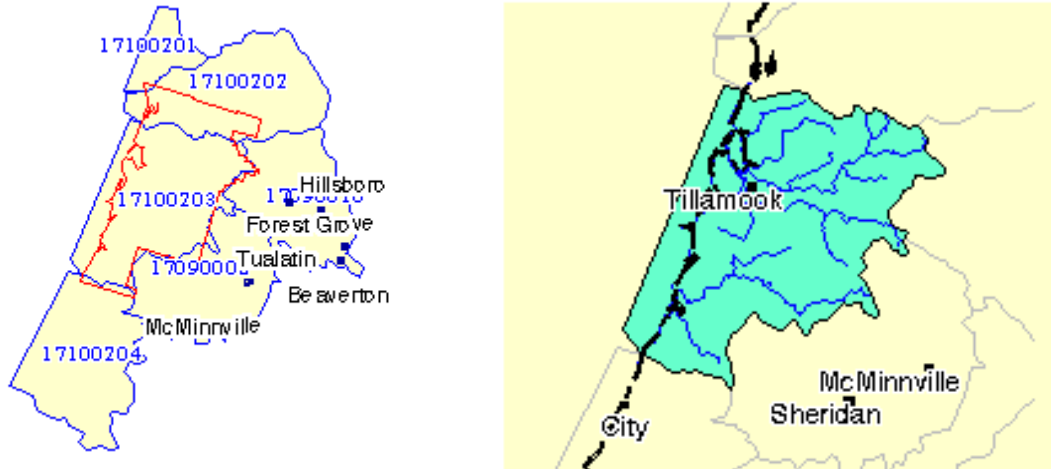 17100201
17100202
Hillsboro
17100203
Forest Grove
Tualatin
Beaverton
McMinnville
17100204
Tillamook
McMinnville
Sheridan
City